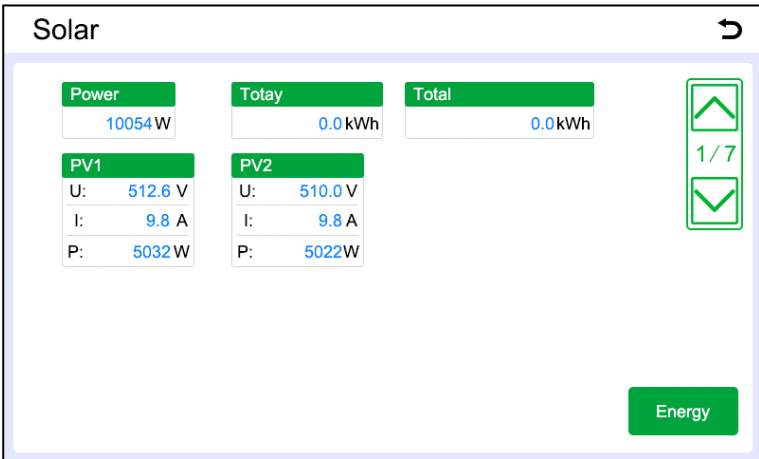 Solar
Power Totay Total
10054 W 0.0 kWh 0.0 kWh
1/7
PV1 PV2
U: 512.6 V U: 510.0 V
I: 9.8 A I: 9.8 A
P: 5032 W P: 5022W
Energy